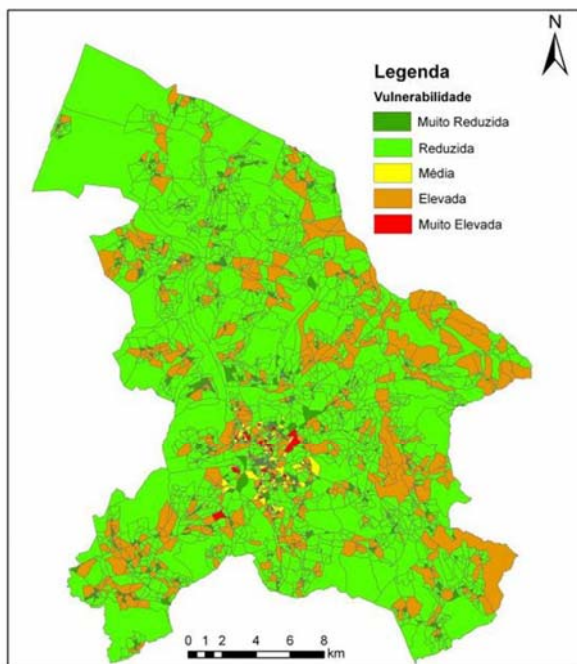 N
Legenda
Vulnerabilidade
Muito Reduzida
Reduzida
Média
Elevada
Muito Elevada
0 1 2 4 6 8
km